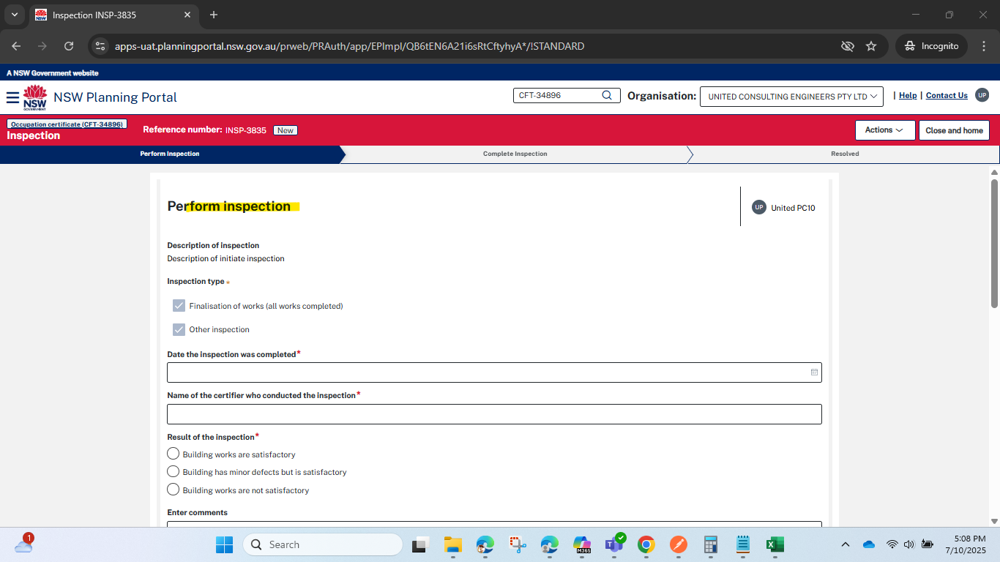 Inspection INSP-3835
apps-uat.planningportal.nsw.gov.au/prweb/PRAuth/app/EPImpl/QB6tEN6A21i6sRtCftyhyA*/!STANDARD
Incognito
A NSW Government website
NSW
GOVERNMENT
NSW Planning Portal
CFT-34896
Organisation:
UNITED CONSULTING ENGINEERS PTY LTD
| Help | Contact Us
UP
Occupation certificate (CFT-34896)
Inspection
Reference number: INSP-3835
New
Actions
Close and home
Perform Inspection
Complete Inspection
Resolved
Perform inspection
UP
United PC10
Description of inspection
Description of initiate inspection
Inspection type *
Finalisation of works (all works completed)
Other inspection
Date the inspection was completed*
Name of the certifier who conducted the inspection*
Result of the inspection*
Building works are satisfactory
Building has minor defects but is satisfactory
Building works are not satisfactory
Enter comments
1
Search
M365
5:08 PM
7/10/2025